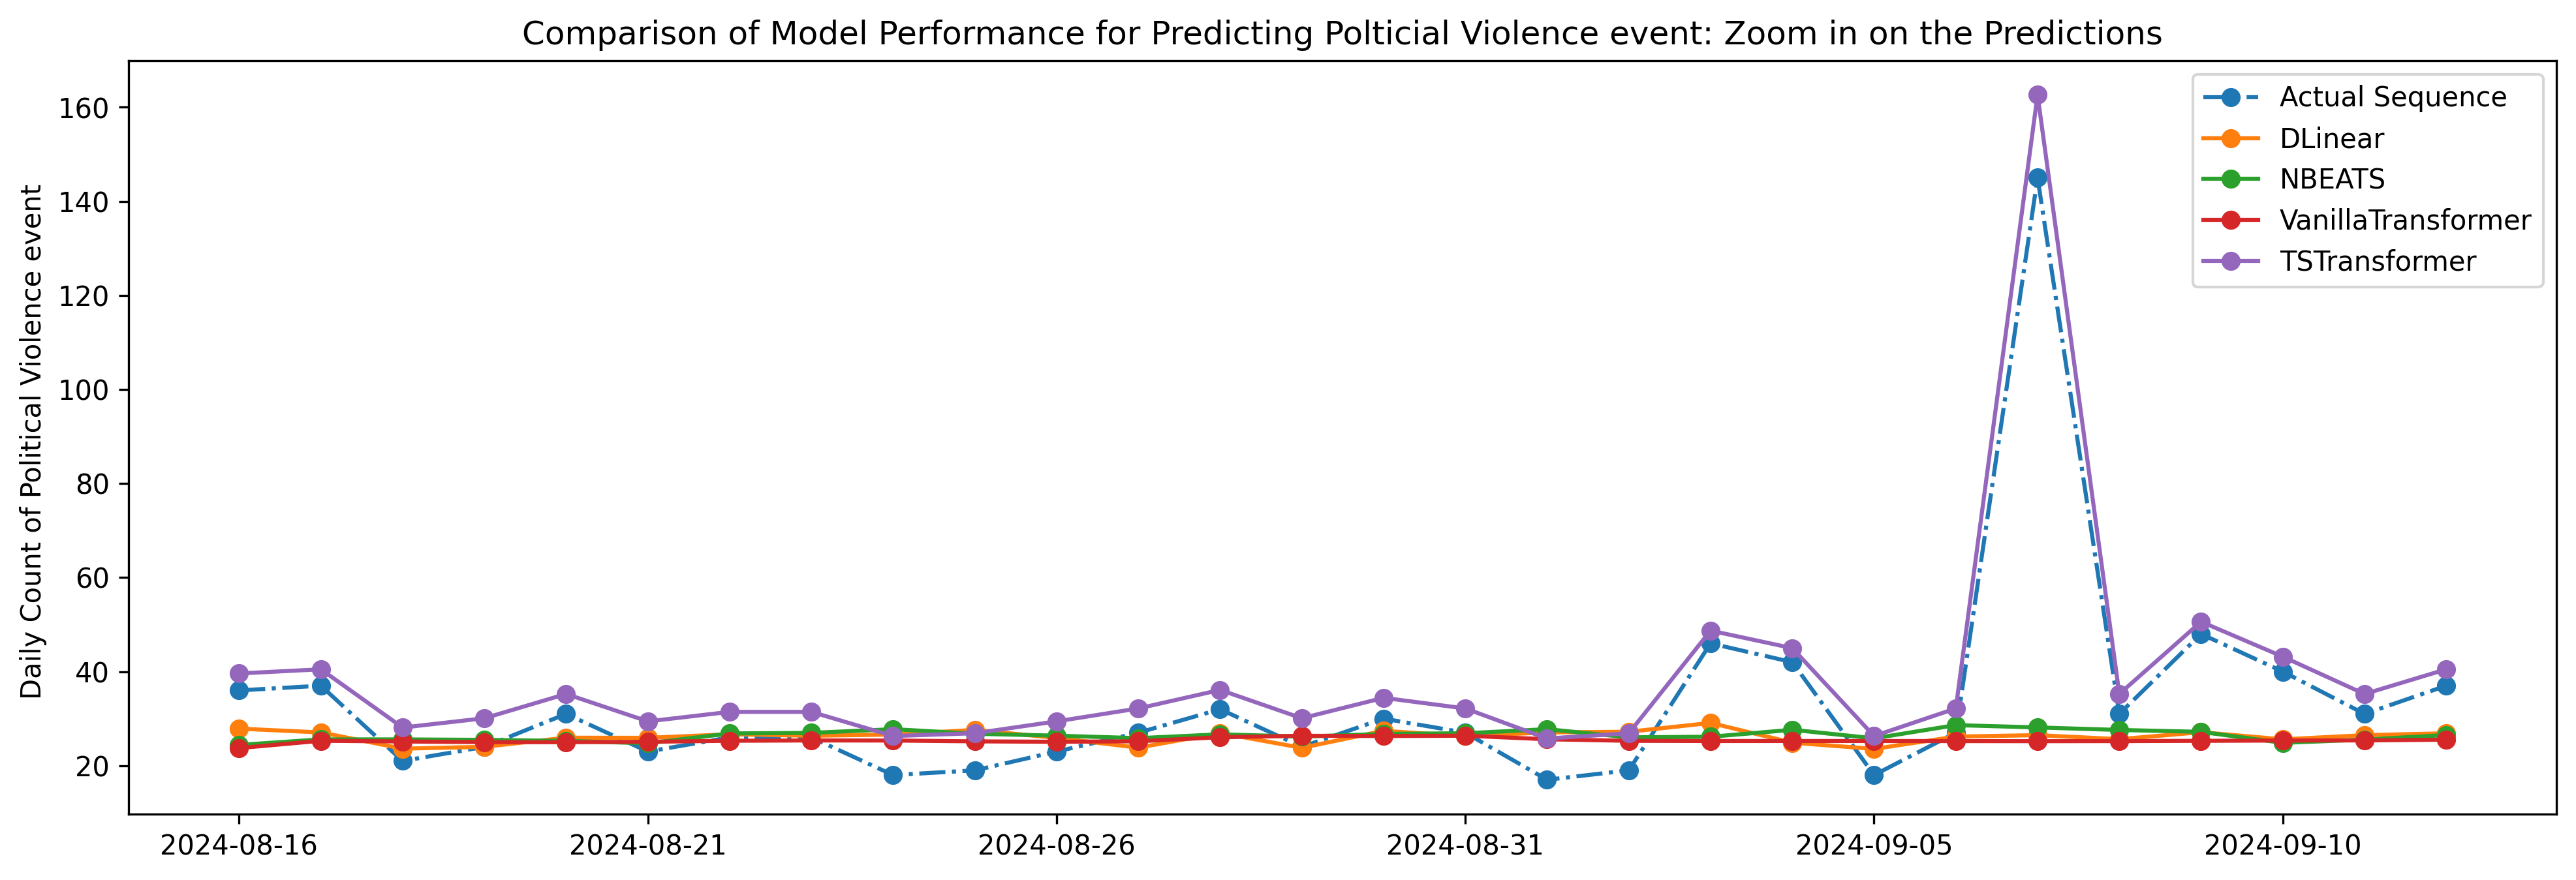 Comparison of Model Performance for Predicting Polticial Violence event: Zoom in on the Predictions
Daily Count of Political Violence event
160
140
120
100
80
60
40
20
Actual Sequence
DLinear
NBEATS
VanillaTransformer
TSTransformer
2024-08-16
2024-08-21
2024-08-26
2024-08-31
2024-09-05
2024-09-10